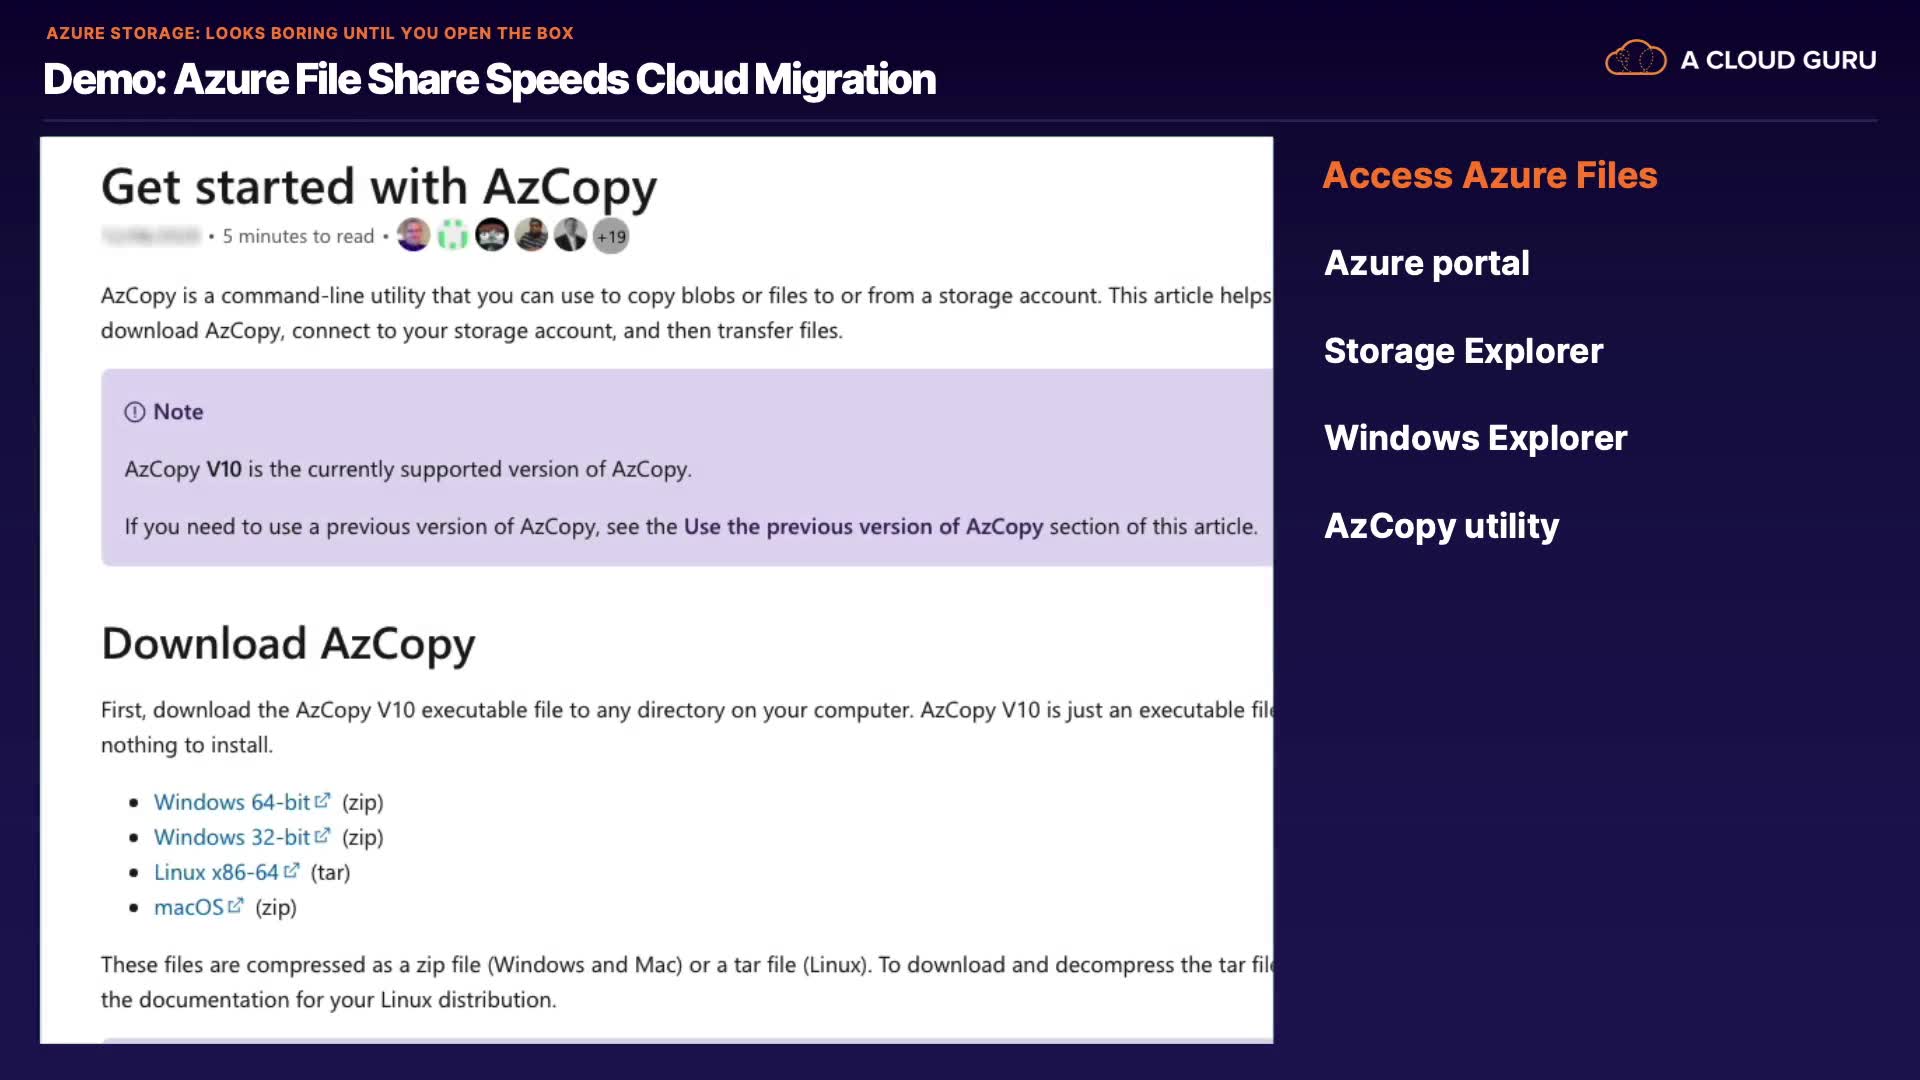 AZURE STORAGE: LOOKS BORING UNTIL YOU OPEN THE BOX
Demo: Azure File Share Speeds Cloud Migration
A CLOUD GURU
Get started with AzCopy
• 5 minutes to read •
+19
AzCopy is a command-line utility that you can use to copy blobs or files to or from a storage account. This article helps
download AzCopy, connect to your storage account, and then transfer files.
Note
AzCopy V10 is the currently supported version of AzCopy.
If you need to use a previous version of AzCopy, see the Use the previous version of AzCopy section of this article.
Download AzCopy
First, download the AzCopy V10 executable file to any directory on your computer. AzCopy V10 is just an executable file
nothing to install.
• Windows 64-bit (zip)
• Windows 32-bit (zip)
• Linux x86-64 (tar)
• macOS (zip)
These files are compressed as a zip file (Windows and Mac) or a tar file (Linux). To download and decompress the tar file
the documentation for your Linux distribution.
Access Azure Files
Azure portal
Storage Explorer
Windows Explorer
AzCopy utility